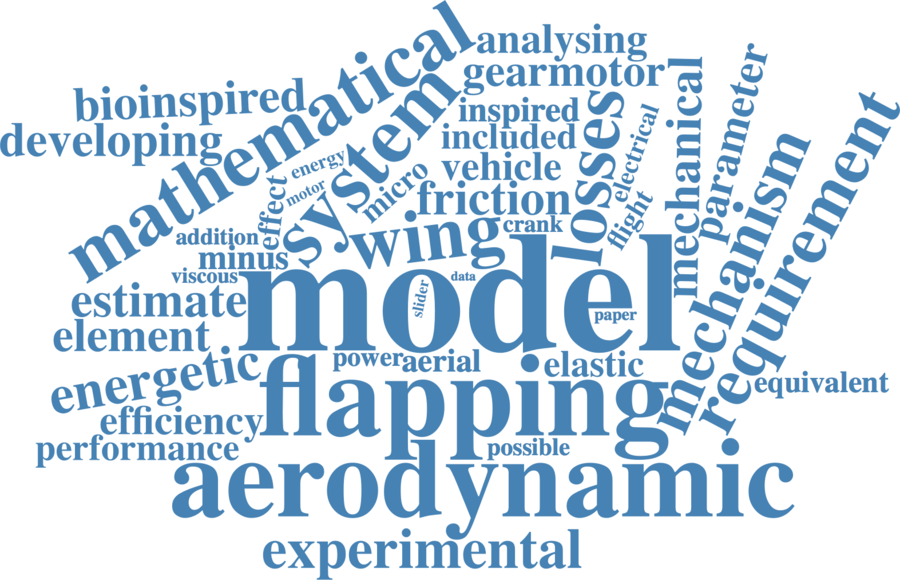 analysing
gearmotor
bioinspired
developing
mathematical
system
inspired
included
vehicle
friction
losses
electrical
mechanical
parameter
requirement
mechanism
flight
energy
motor
effect
micro
wing
crank
addition
minus
viscous
model
data
slider
paper
estimate
element
energetic
power
aerial
elastic
equivalent
flapping
efficiency
performance
possible
aerodynamic
experimental